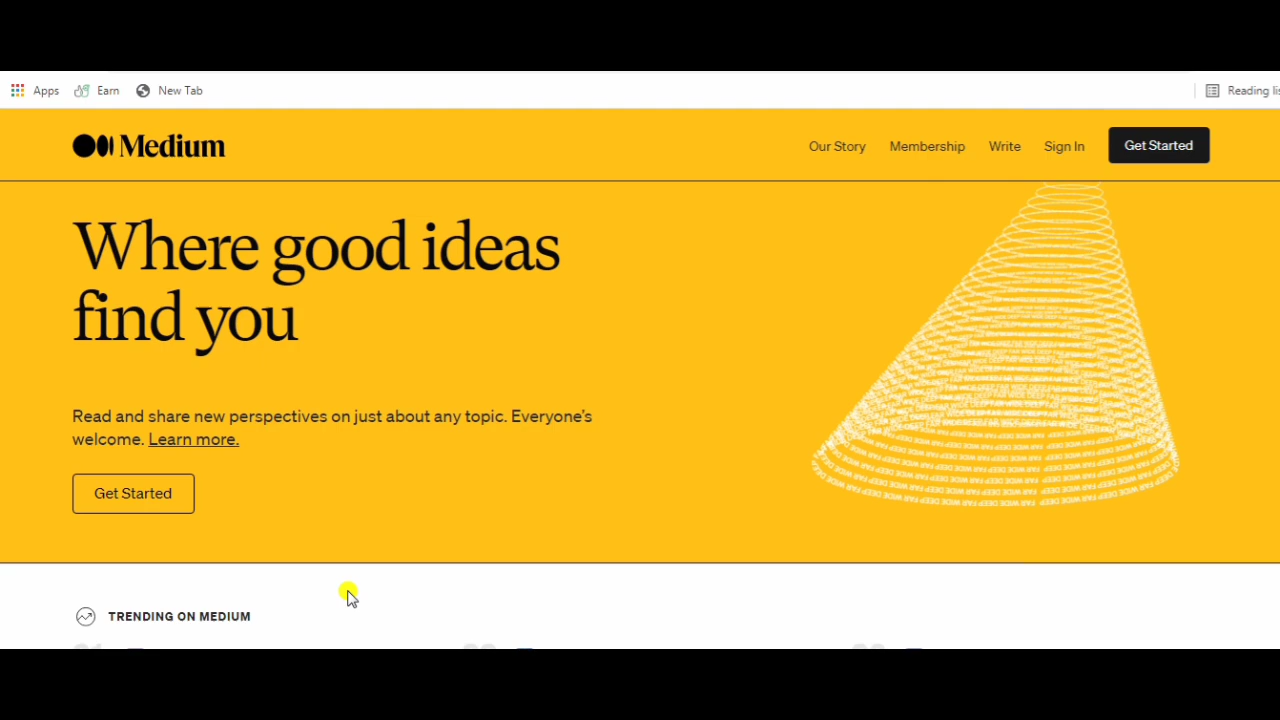 Apps Earn New Tab Reading lis
Medium Our Story Membership Write Sign In Get Started
Where good ideas
find you
Read and share new perspectives on just about any topic. Everyone's
welcome. Learn more.
Get Started
TRENDING ON MEDIUM